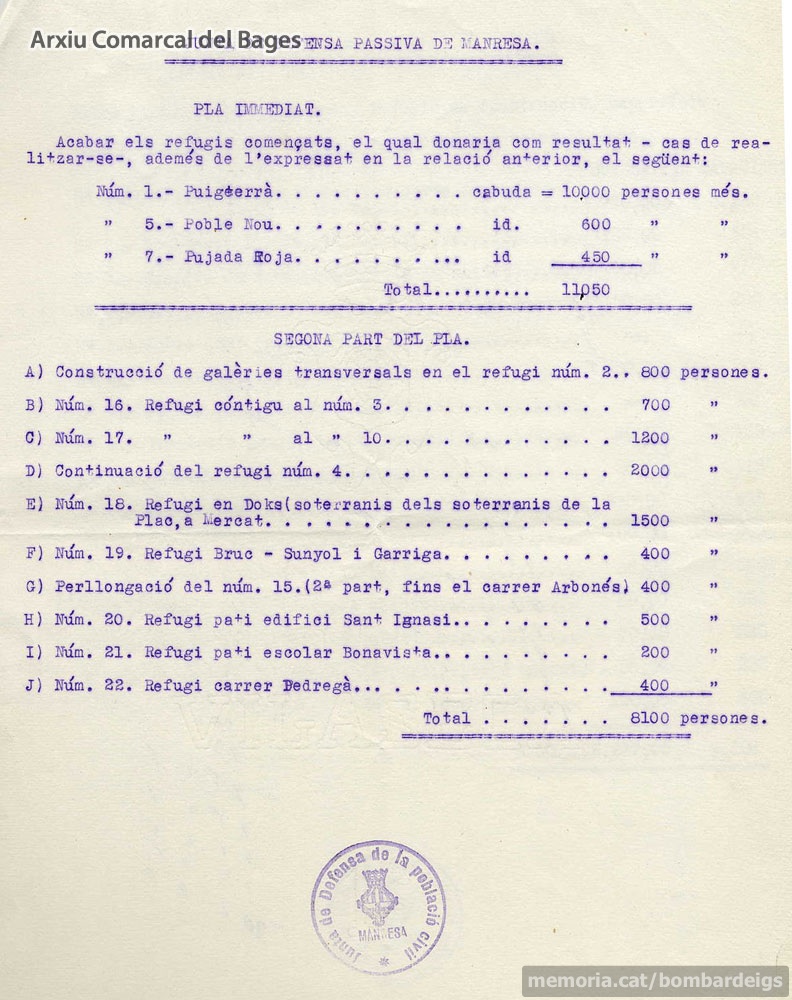 Arxiu Comarcal del Bages
ENSA PASSIVA DE MANRESA.
PLA IMMEDIAT.
Acabar els refugis començats, el qual donaria com resultat - cas de rea-
litzar-se-, ademés de l'expressat en la relació anterior, el següent:
Núm. 1.- Puigterrà. . . . . . . . . . . cabuda = 10,000 persones més.
" 5.- Poble Nou. . . . . . . . . . . id. 600 " "
" 7.- Pujada Roja. . . . . . . . . ... id 450 " "
Total.......... 11,050
SEGONA PART DEL PLA.
A) Construcció de galèries transversals en el refugi núm. 2.. 800 persones.
B) Núm. 16. Refugi cóntigu al núm. 3. . . . . . . . . . . . 700 "
C) Núm. 17. " " al " 10. . . . . . . . . . . . 1200 "
D) Continuació del refugi núm. 4. . . . . . . . . . . . . . 2000 "
E) Núm. 18. Refugi en Doks(soterranis dels soterranis de la
Plac,a Mercat. . . . . . . . . . . . . . . . . . 1500 "
F) Núm. 19. Refugi Bruc - Sunyol i Garriga. . . . . . . . . 400 "
G) Perllongació del núm. 15.(2ª part, fins el carrer Arbonés) 400 "
H) Núm. 20. Refugi pati edifici Sant Ignasi.. . . . . . . . 500 "
I) Núm. 21. Refugi pati escolar Bonavista.. . . . . . . . . 200 "
J) Núm. 22. Refugi carrer Pedregà... . .. . . . . . . . . . 400 "
Total . . . . . . . 8100 persones.
Junta de Defensa de la població civil
MANRESA
memoria.cat/bombardeigs